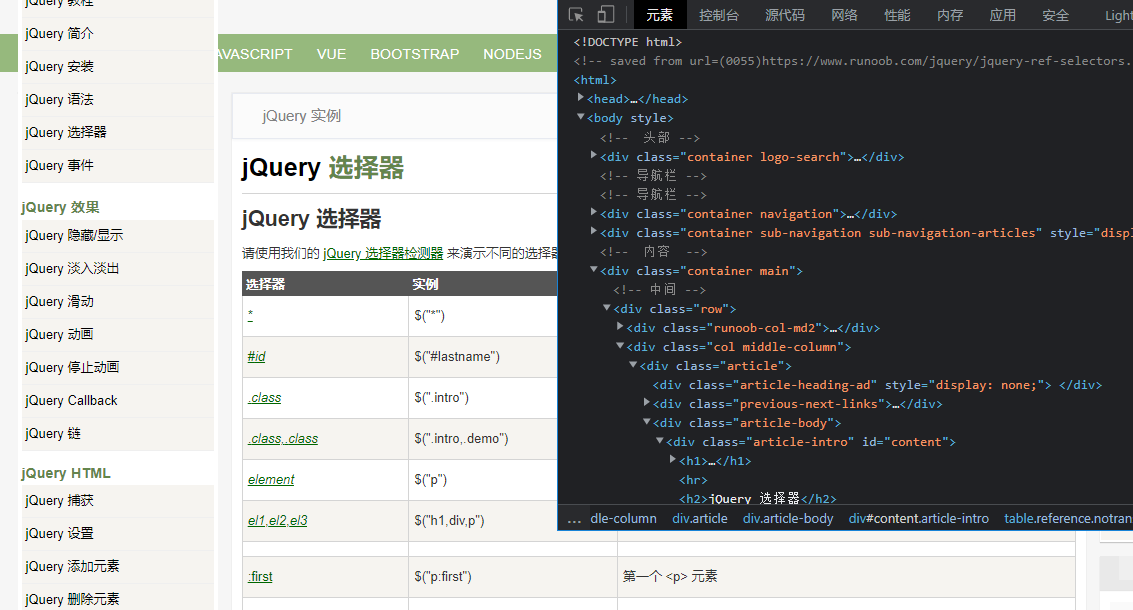 jQuery 教程
jQuery 简介
jQuery 安装
jQuery 语法
jQuery 选择器
jQuery 事件
jQuery 效果
jQuery 隐藏/显示
jQuery 淡入淡出
jQuery 滑动
jQuery 动画
jQuery 停止动画
jQuery Callback
jQuery 链
jQuery HTML
jQuery 捕获
jQuery 设置
jQuery 添加元素
jQuery 删除元素
AVASCRIPT VUE BOOTSTRAP NODEJS
jQuery 实例
jQuery 选择器
jQuery 选择器
请使用我们的 jQuery 选择器检测器 来演示不同的选择器
选择器 实例
* $("*")
#id $("#lastname")
.class $(".intro")
.class,.class $(".intro,.demo")
element $("p")
el1,el2,el3 $("h1,div,p")
:first $("p:first") 第一个 <p> 元素
元素 控制台 源代码 网络 性能 内存 应用 安全 Light
<!DOCTYPE html>
<!-- saved from url=(0055)https://www.runoob.com/jquery/jquery-ref-selectors.
<html>
<head>…</head>
<body style>
<!-- 头部 -->
<div class="container logo-search">…</div>
<!-- 导航栏 -->
<!-- 导航栏 -->
<div class="container navigation">…</div>
<div class="container sub-navigation sub-navigation-articles" style="displ
<!-- 内容 -->
<div class="container main">
<!-- 中间 -->
<div class="row">
<div class="runoob-col-md2">…</div>
<div class="col middle-column">
<div class="article">
<div class="article-heading-ad" style="display: none;"> </div>
<div class="previous-next-links">…</div>
<div class="article-body">
<div class="article-intro" id="content">
<h1>…</h1>
<hr>
<h2>jQuery 选择器</h2>
… dle-column div.article div.article-body div#content.article-intro table.reference.notran